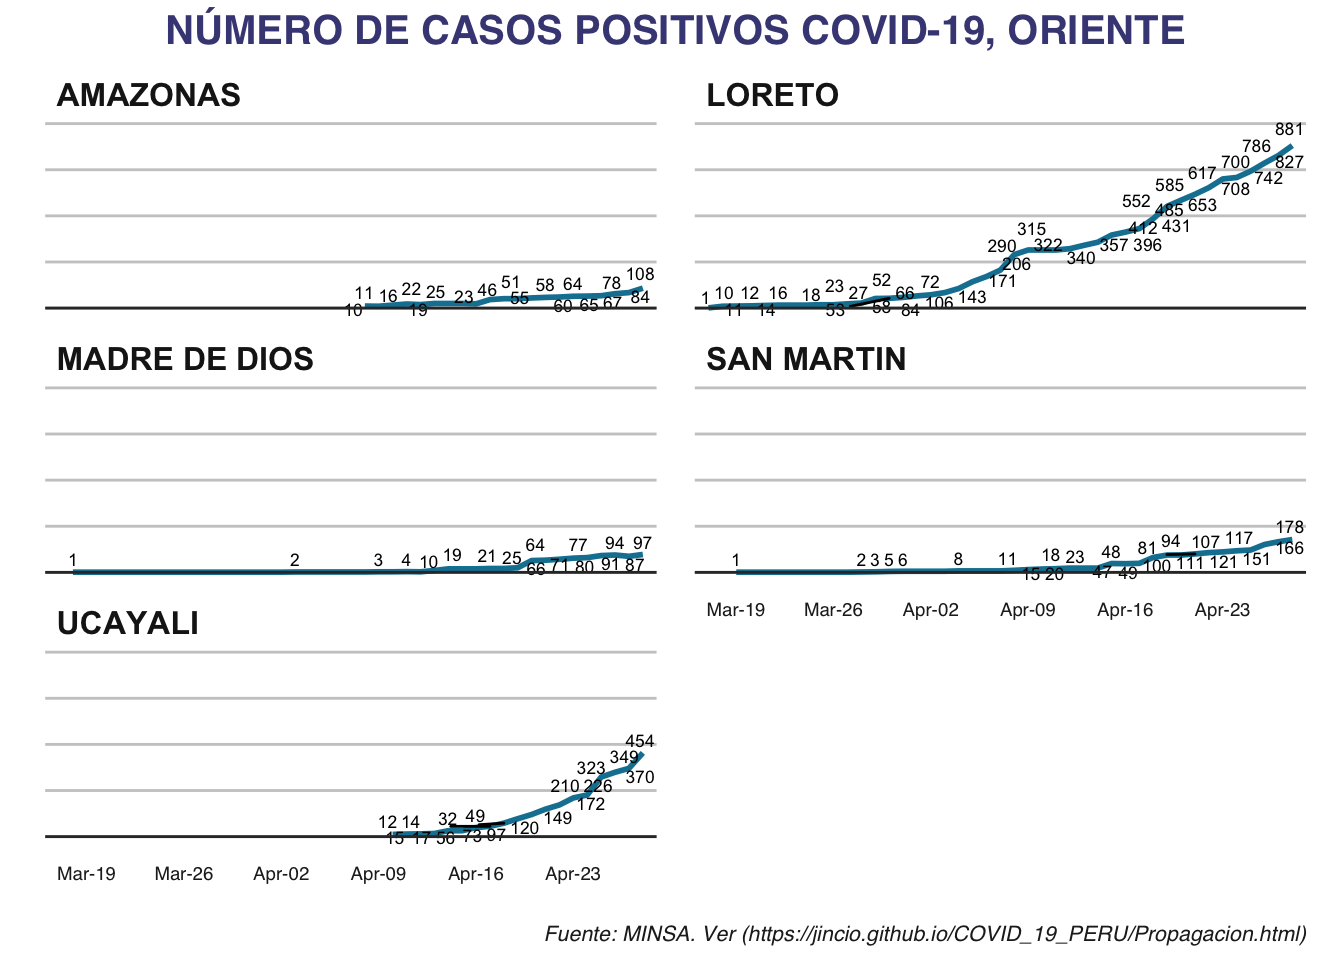 NÚMERO DE CASOS POSITIVOS COVID-19, ORIENTE
AMAZONAS
10 11 16 22 19 25 23 46 51 55 58 60 64 65 78 67 108 84
LORETO
1 10 11 12 14 16 18 23 53 27 52 58 66 84 72 106 143 171 290 206 315 322 340 357 552 412 396 585 485 431 617 653 700 708 786 742 881 827
MADRE DE DIOS
1 2 3 4 10 19 21 25 64 66 71 77 80 94 91 97 87
SAN MARTIN
1 2 3 5 6 8 11 15 18 20 23 47 48 49 81 100 94 111 107 121 117 151 178 166
Mar-19 Mar-26 Apr-02 Apr-09 Apr-16 Apr-23
UCAYALI
12 15 14 17 32 56 49 73 97 120 149 210 172 323 226 349 454 370
Mar-19 Mar-26 Apr-02 Apr-09 Apr-16 Apr-23
Fuente: MINSA. Ver (https://jincio.github.io/COVID_19_PERU/Propagacion.html)